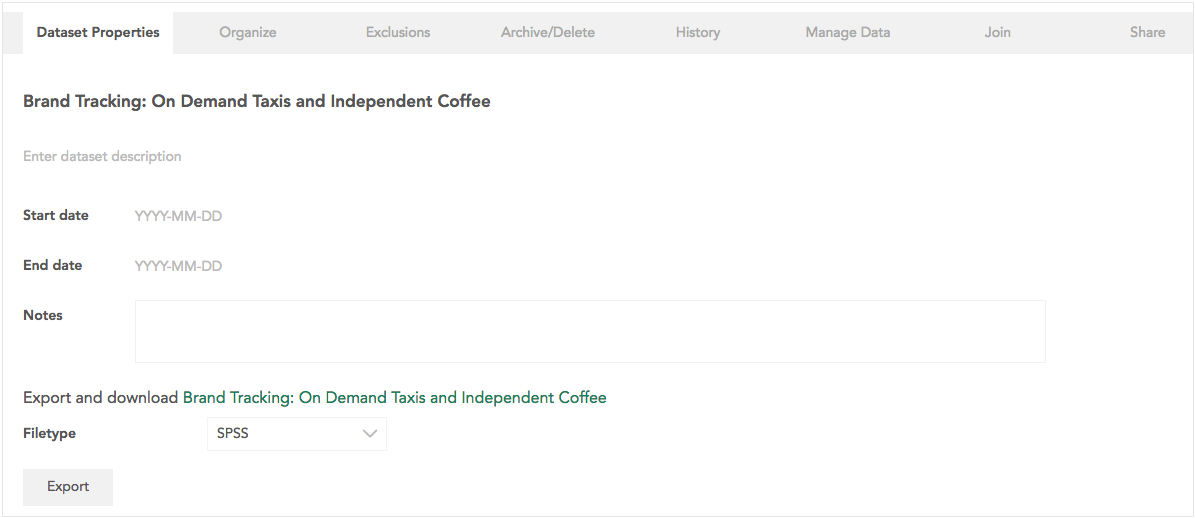 Dataset Properties Organize Exclusions Archive/Delete History Manage Data Join Share
Brand Tracking: On Demand Taxis and Independent Coffee
Enter dataset description
Start date YYYY-MM-DD
End date YYYY-MM-DD
Notes
Export and download Brand Tracking: On Demand Taxis and Independent Coffee
Filetype SPSS
Export